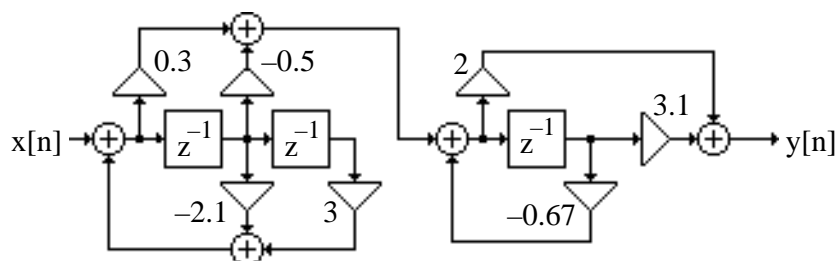 0.3
–0.5
2
3.1
x[n]
z⁻¹
z⁻¹
z⁻¹
y[n]
–2.1
3
–0.67